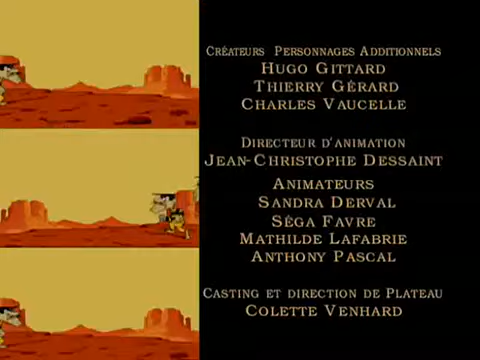 Créateurs Personnages Additionnels
Hugo Gittard
Thierry Gérard
Charles Vaucelle
Directeur d'animation
Jean-Christophe Dessaint
Animateurs
Sandra Derval
Séga Favre
Mathilde Lafabrie
Anthony Pascal
Casting et direction de Plateau
Colette Venhard